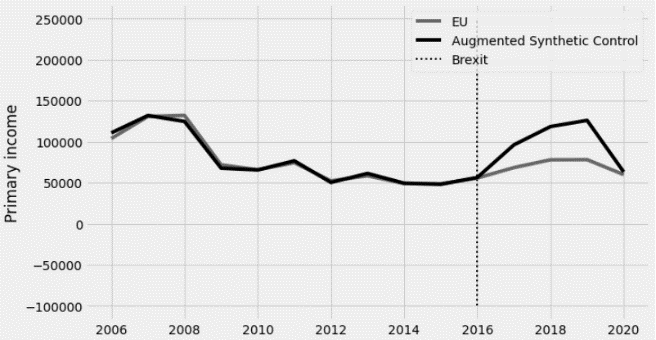 250000
EU
200000
Augmented Synthetic Control
Brexit
150000
100000
50000
0
−50000
−100000
Primary income
2006 2008 2010 2012 2014 2016 2018 2020